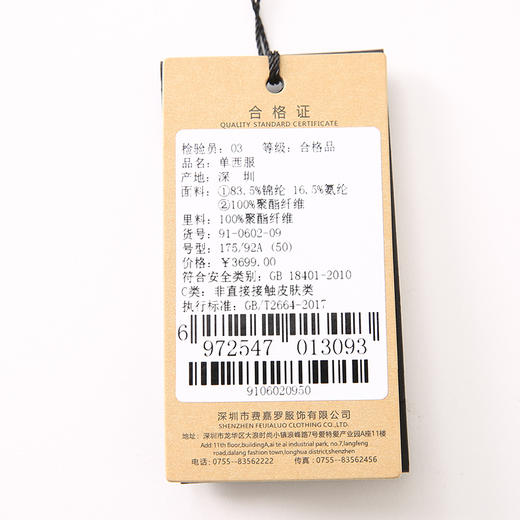 合格证
QUALITY STANDARD CERTIFICATE
检验员: 03 等级: 合格品
品名: 单西服
产地: 深 圳
面料: ①83.5%锦纶 16.5%氨纶
②100%聚酯纤维
里料: 100%聚酯纤维
货号: 91-0602-09
号型: 175/92A (50)
价格: ¥3699.00
符合安全类别: GB 18401-2010
C类: 非直接接触皮肤类
执行标准: GB/T2664-2017
6 972547 013093
9106020950
深圳市费嘉罗服饰有限公司
SHENZHEN FEIJIALUO CLOTHING CO.,LTD.
地址: 深圳市龙华区大浪时尚小镇浪峰路7号爱特爱产业园A座11楼
Add:11th floor,buildingA,ai te ai industrial park, no.7,langfeng
road,dalang fashion town,longhua district,shenzhen
电话: 0755--83562222 传真: 0755--83562456